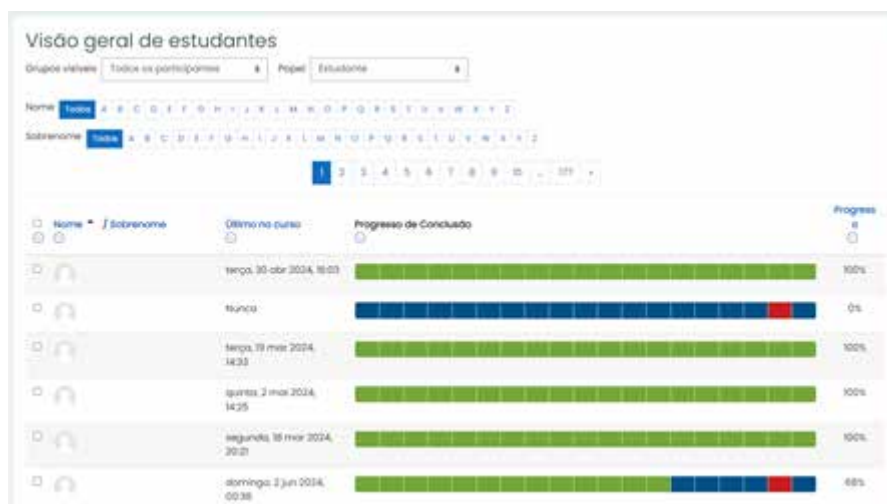 Visão geral de estudantes
Grupos visíveis Todos os participantes Papel Estudante
Nome Todos A B C D E F G H I J K L M N O P Q R S T U V W X Y Z
Sobrenome Todos A B C D E F G H I J K L M N O P Q R S T U V W X Y Z
1 2 3 4 5 6 7 8 9 10 ... 177 »
Nome / Sobrenome Último no curso Progresso de Conclusão Progress
o
terça, 30 abr 2024, 16:03 100%
Nunca 0%
terça, 19 mar 2024, 100%
14:33
quinta, 2 mai 2024, 100%
14:25
segunda, 18 mar 2024, 100%
20:21
domingo, 2 jun 2024, 68%
00:38